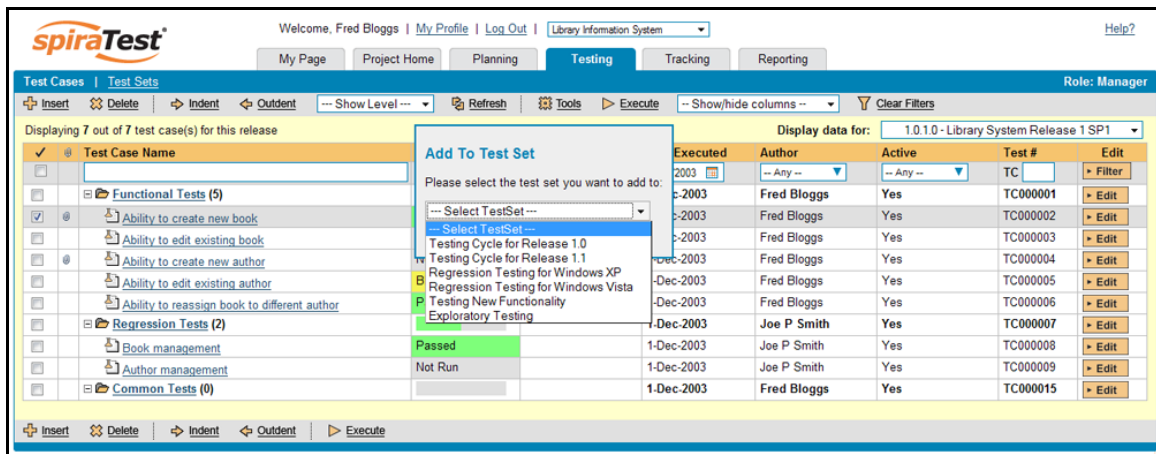 spiraTest
Welcome, Fred Bloggs | My Profile | Log Out | Library Information System
Help?
My Page Project Home Planning Testing Tracking Reporting
Test Cases | Test Sets Role: Manager
Insert Delete Indent Outdent --- Show Level --- Refresh Tools Execute -- Show/hide columns -- Clear Filters
Displaying 7 out of 7 test case(s) for this release Display data for: 1.0.1.0 - Library System Release 1 SP1
Test Case Name Executed Author Active Test # Edit
2003 -- Any -- -- Any -- TC Filter
Functional Tests (5) -2003 Fred Bloggs Yes TC000001 Edit
Ability to create new book -2003 Fred Bloggs Yes TC000002 Edit
Ability to edit existing book -2003 Fred Bloggs Yes TC000003 Edit
Ability to create new author -Dec-2003 Fred Bloggs Yes TC000004 Edit
Ability to edit existing author -Dec-2003 Fred Bloggs Yes TC000005 Edit
Ability to reassign book to different author P -Dec-2003 Fred Bloggs Yes TC000006 Edit
Regression Tests (2) 1-Dec-2003 Joe P Smith Yes TC000007 Edit
Book management Passed 1-Dec-2003 Joe P Smith Yes TC000008 Edit
Author management Not Run 1-Dec-2003 Joe P Smith Yes TC000009 Edit
Common Tests (0) 1-Dec-2003 Fred Bloggs Yes TC000015 Edit
Add To Test Set
Please select the test set you want to add to:
--- Select TestSet ---
--- Select TestSet ---
Testing Cycle for Release 1.0
Testing Cycle for Release 1.1
Regression Testing for Windows XP
Regression Testing for Windows Vista
Testing New Functionality
Exploratory Testing
Insert Delete Indent Outdent Execute